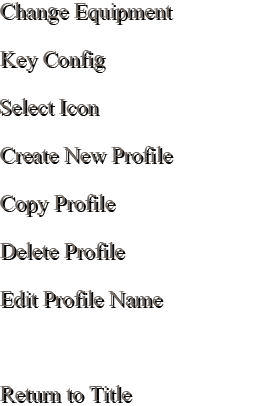 Change Equipment
Key Config
Select Icon
Create New Profile
Copy Profile
Delete Profile
Edit Profile Name
Return to Title